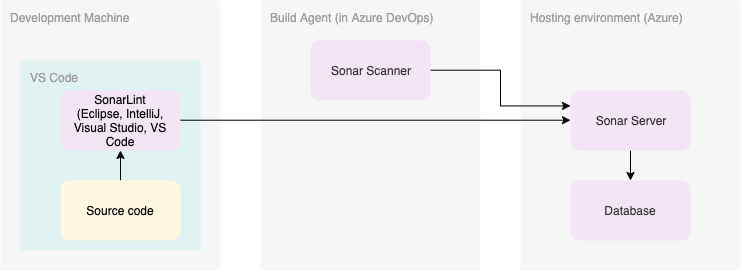 Development Machine
Build Agent (in Azure DevOps)
Hosting environment (Azure)
VS Code
SonarLint
(Eclipse, IntelliJ,
Visual Studio, VS
Code
Source code
Sonar Scanner
Sonar Server
Database